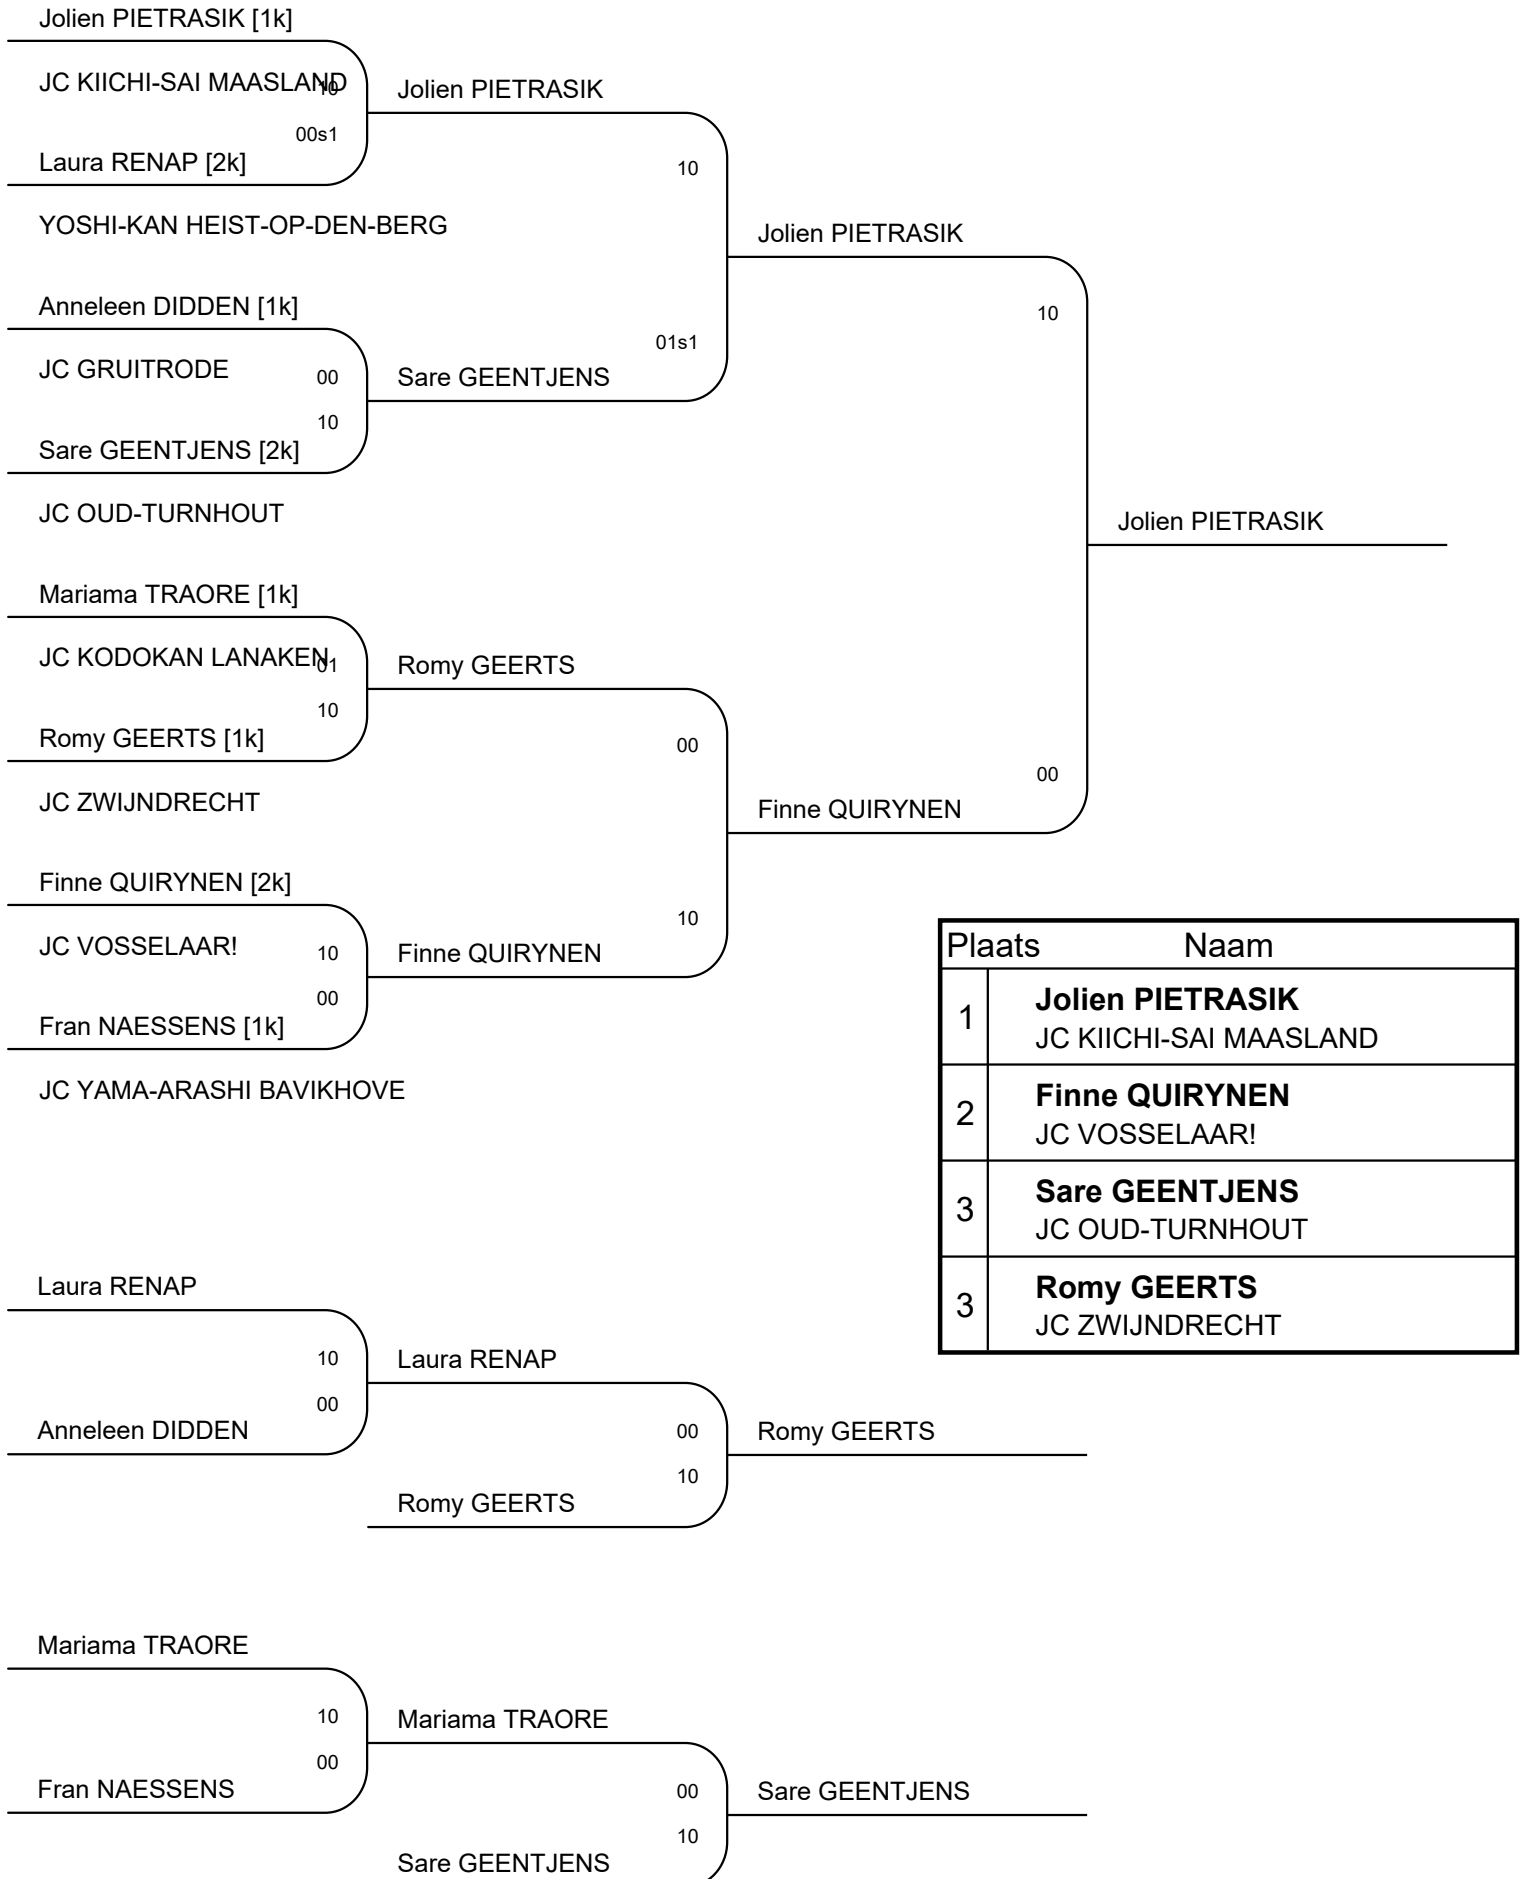 Jolien PIETRASIK [1k]
JC KIICHI-SAI MAASLAND
10
00s1
Laura RENAP [2k]
YOSHI-KAN HEIST-OP-DEN-BERG
Jolien PIETRASIK
10
Anneleen DIDDEN [1k]
JC GRUITRODE
00
10
Sare GEENTJENS [2k]
JC OUD-TURNHOUT
01s1
Sare GEENTJENS
Jolien PIETRASIK
10
Mariama TRAORE [1k]
JC KODOKAN LANAKEN
01
10
Romy GEERTS [1k]
JC ZWIJNDRECHT
Romy GEERTS
00
Finne QUIRYNEN [2k]
JC VOSSELAAR!
10
00
Fran NAESSENS [1k]
JC YAMA-ARASHI BAVIKHOVE
10
Finne QUIRYNEN
00
Finne QUIRYNEN
Jolien PIETRASIK
Plaats Naam
1 Jolien PIETRASIK
JC KIICHI-SAI MAASLAND
2 Finne QUIRYNEN
JC VOSSELAAR!
3 Sare GEENTJENS
JC OUD-TURNHOUT
3 Romy GEERTS
JC ZWIJNDRECHT
Laura RENAP
10
00
Anneleen DIDDEN
Laura RENAP
00
10
Romy GEERTS
Romy GEERTS
Mariama TRAORE
10
00
Fran NAESSENS
Mariama TRAORE
00
10
Sare GEENTJENS
Sare GEENTJENS